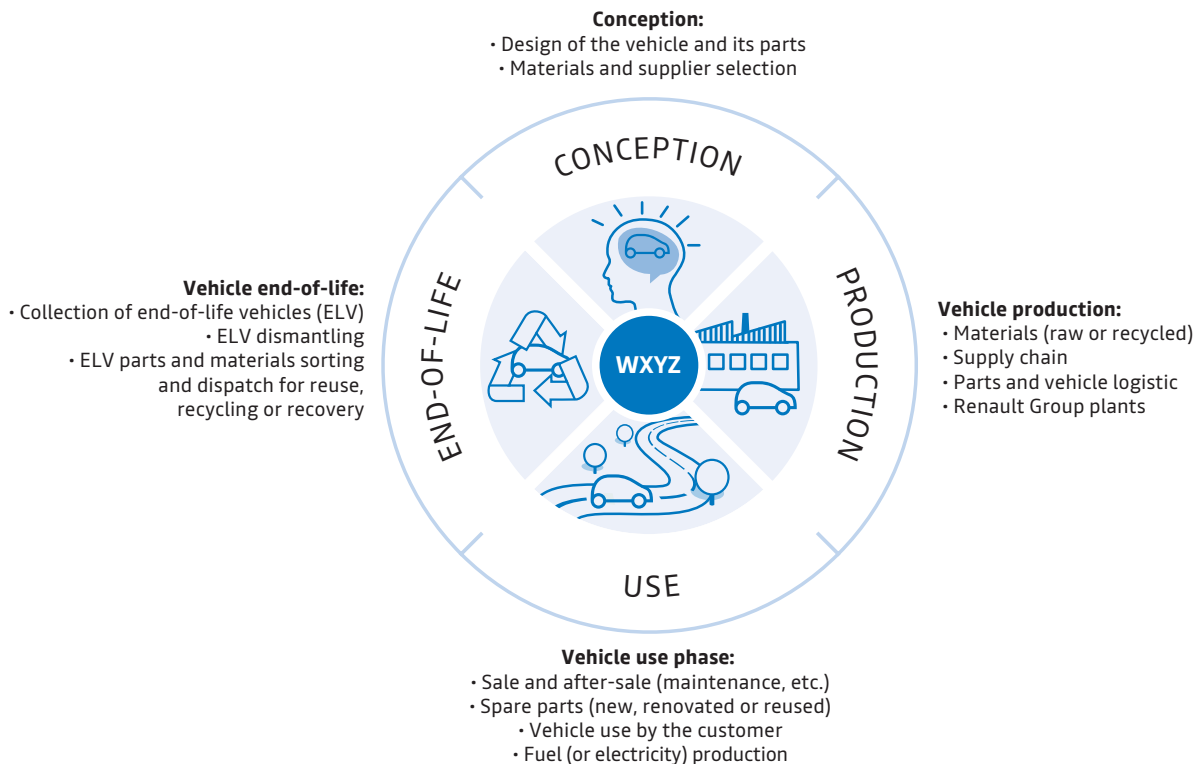 Conception:
• Design of the vehicle and its parts
• Materials and supplier selection
CONCEPTION
Vehicle end-of-life:
• Collection of end-of-life vehicles (ELV)
• ELV dismantling
• ELV parts and materials sorting
and dispatch for reuse,
recycling or recovery
END-OF-LIFE
WXYZ
PRODUCTION
Vehicle production:
• Materials (raw or recycled)
• Supply chain
• Parts and vehicle logistic
• Renault Group plants
USE
Vehicle use phase:
• Sale and after-sale (maintenance, etc.)
• Spare parts (new, renovated or reused)
• Vehicle use by the customer
• Fuel (or electricity) production